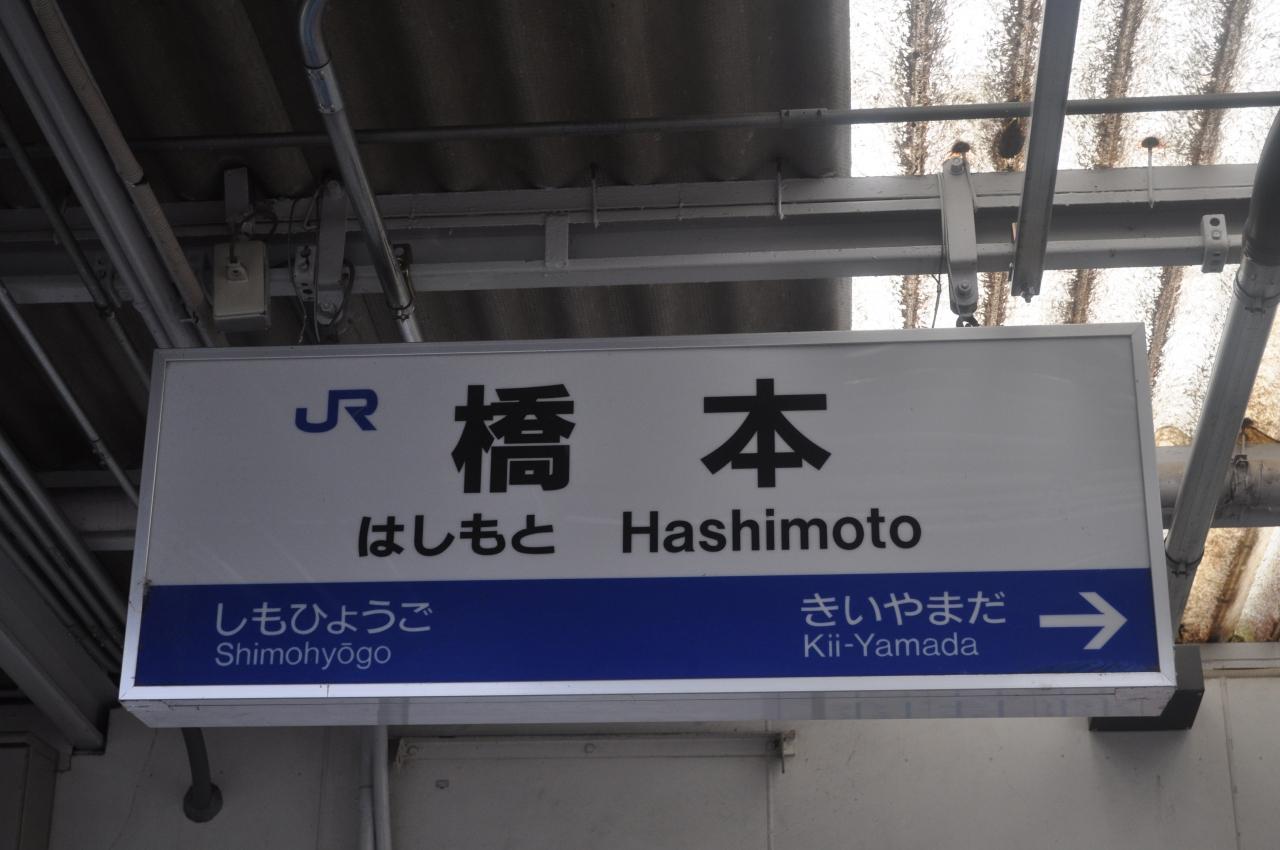 JR 橋本
はしもと Hashimoto
しもひょうご きいやまだ →
Shimohyōgo Kii-Yamada